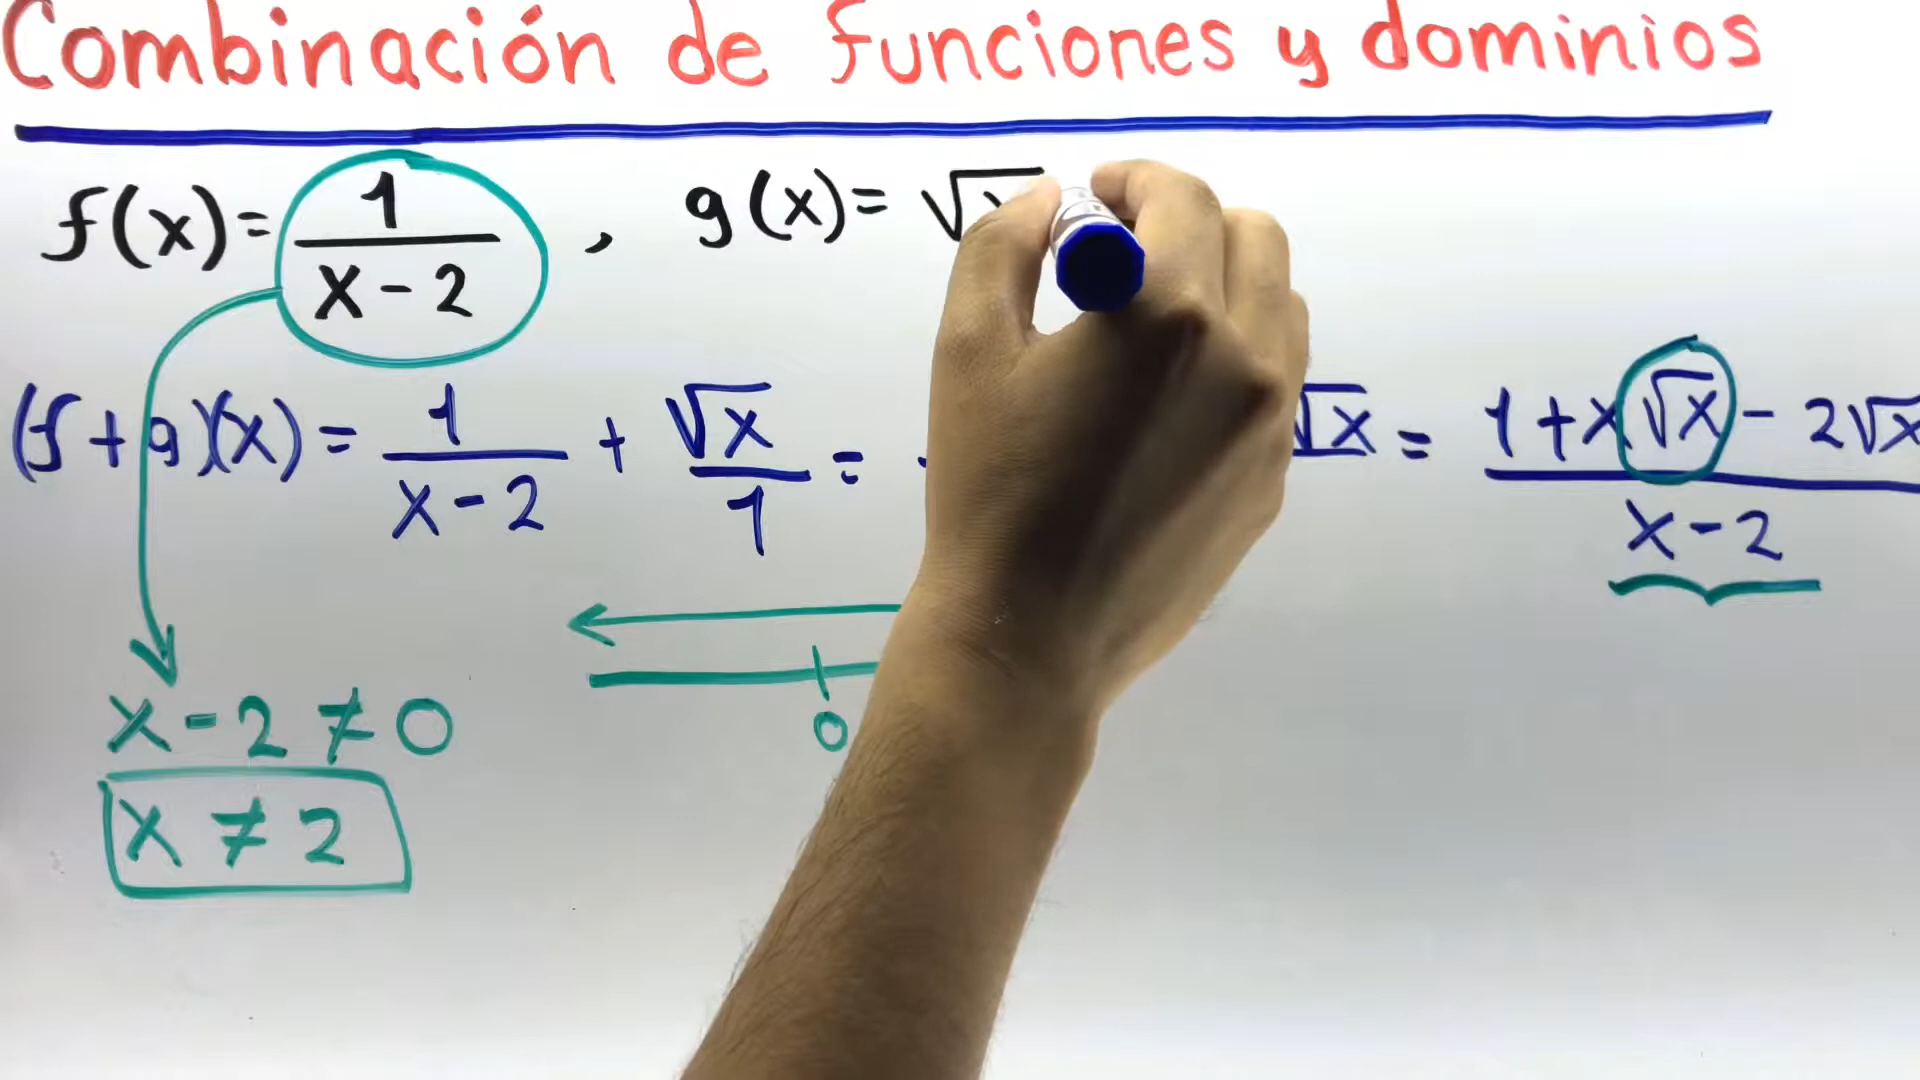 Combinación de funciones y dominios
f(x) = 1/(x - 2) , g(x) = √x
(f + g)(x) = 1/(x - 2) + √x/1 = √x = (1 + x√x - 2√x)/(x - 2)
0
x - 2 ≠ 0
x ≠ 2